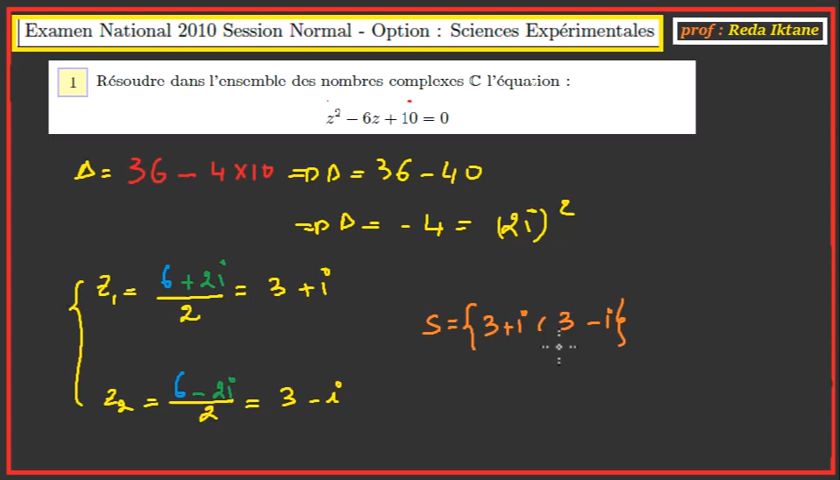 Examen National 2010 Session Normal - Option : Sciences Expérimentales
prof : Reda Iktane
1 Résoudre dans l'ensemble des nombres complexes ℂ l'équation :
z² − 6z + 10 = 0
Δ = 36 − 4×10 ⇒ Δ = 36 − 40
⇒ Δ = −4 = (2i)²
z₁ = (6+2i)/2 = 3 + i
S = {3+i ; 3 − i}
z₂ = (6−2i)/2 = 3 − i